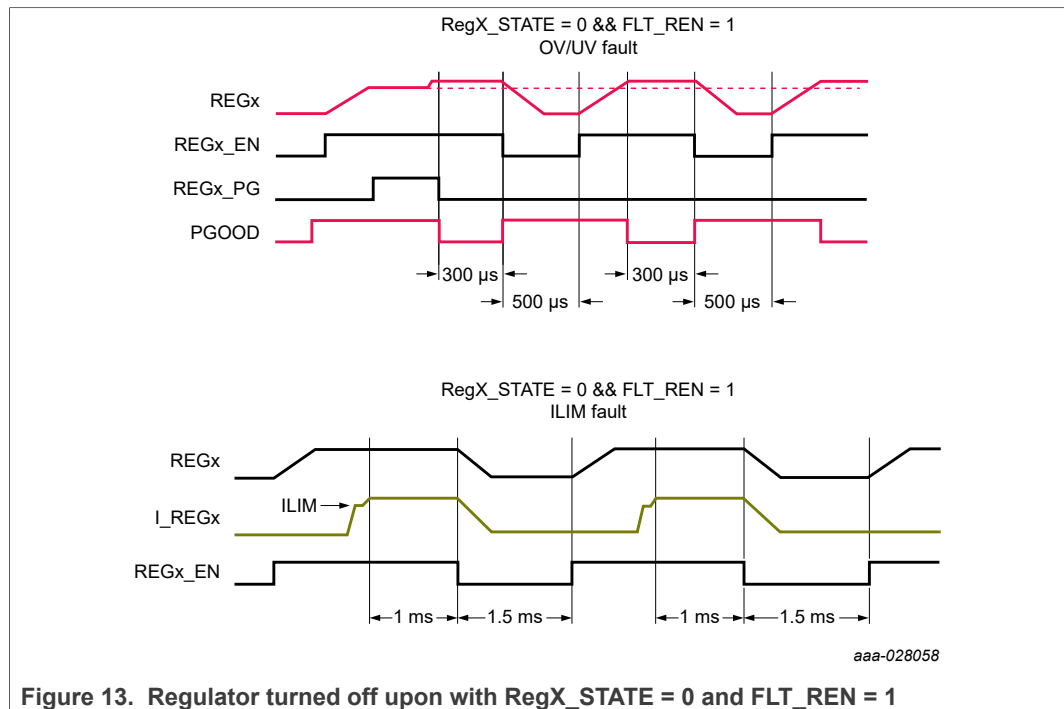 RegX_STATE = 0 && FLT_REN = 1
OV/UV fault
REGx
REGx_EN
REGx_PG
PGOOD
300 µs
300 µs
500 µs
500 µs
RegX_STATE = 0 && FLT_REN = 1
ILIM fault
REGx
ILIM
I_REGx
REGx_EN
1 ms
1.5 ms
1 ms
1.5 ms
aaa-028058
Figure 13. Regulator turned off upon with RegX_STATE = 0 and FLT_REN = 1